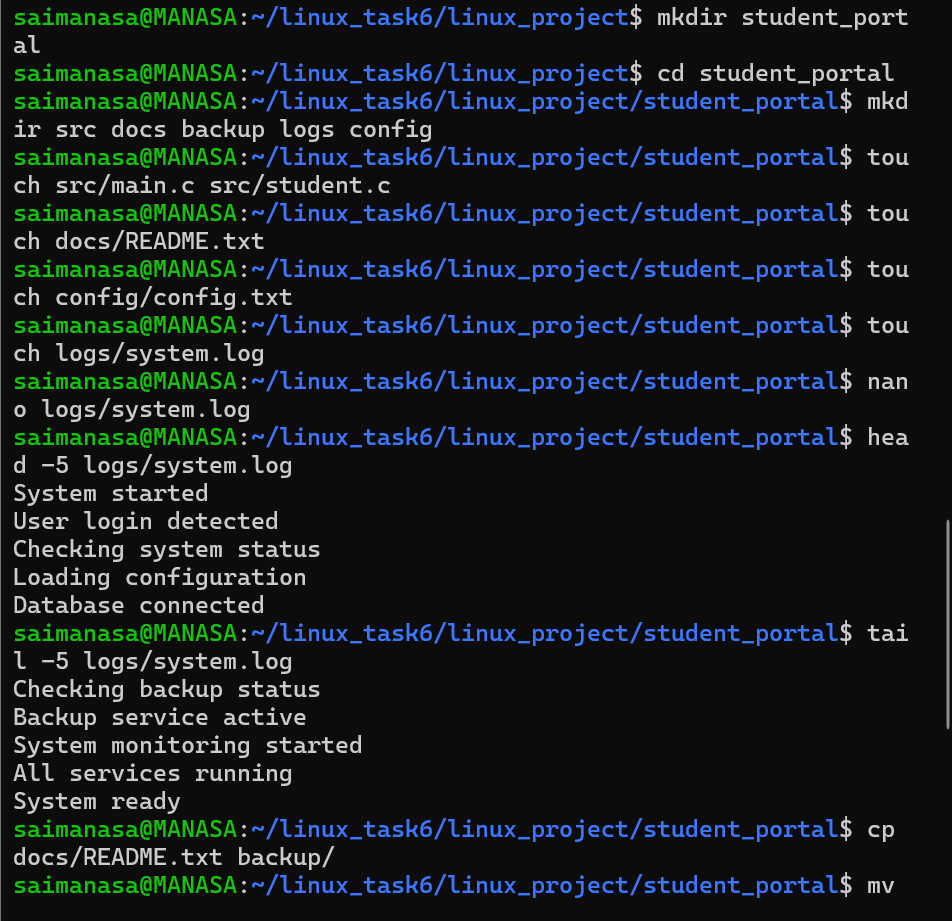 saimanasa@MANASA:~/linux_task6/linux_project$ mkdir student_port
al
saimanasa@MANASA:~/linux_task6/linux_project$ cd student_portal
saimanasa@MANASA:~/linux_task6/linux_project/student_portal$ mkd
ir src docs backup logs config
saimanasa@MANASA:~/linux_task6/linux_project/student_portal$ tou
ch src/main.c src/student.c
saimanasa@MANASA:~/linux_task6/linux_project/student_portal$ tou
ch docs/README.txt
saimanasa@MANASA:~/linux_task6/linux_project/student_portal$ tou
ch config/config.txt
saimanasa@MANASA:~/linux_task6/linux_project/student_portal$ tou
ch logs/system.log
saimanasa@MANASA:~/linux_task6/linux_project/student_portal$ nan
o logs/system.log
saimanasa@MANASA:~/linux_task6/linux_project/student_portal$ hea
d -5 logs/system.log
System started
User login detected
Checking system status
Loading configuration
Database connected
saimanasa@MANASA:~/linux_task6/linux_project/student_portal$ tai
l -5 logs/system.log
Checking backup status
Backup service active
System monitoring started
All services running
System ready
saimanasa@MANASA:~/linux_task6/linux_project/student_portal$ cp
docs/README.txt backup/
saimanasa@MANASA:~/linux_task6/linux_project/student_portal$ mv